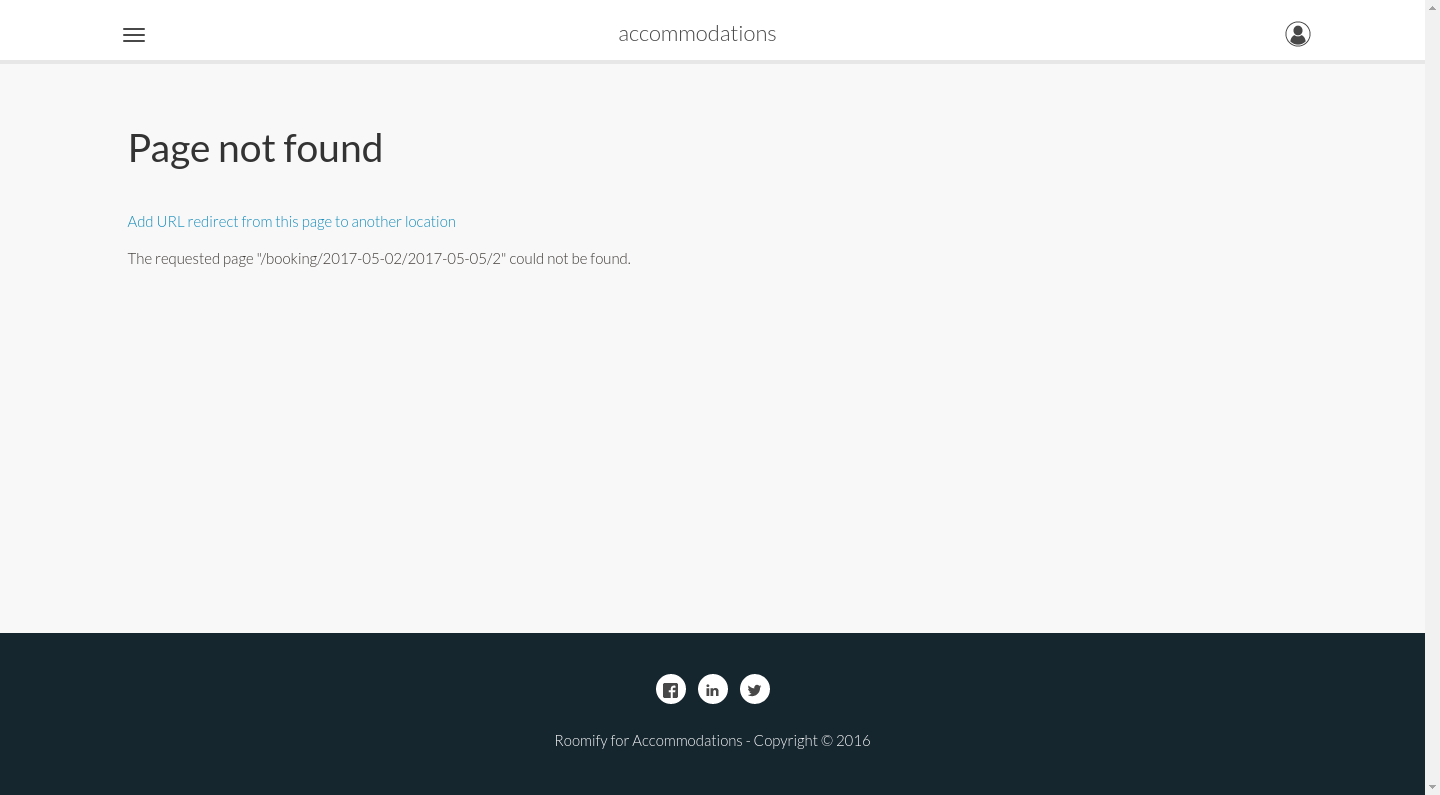 accommodations
Page not found
Add URL redirect from this page to another location
The requested page "/booking/2017-05-02/2017-05-05/2" could not be found.
Roomify for Accommodations - Copyright © 2016